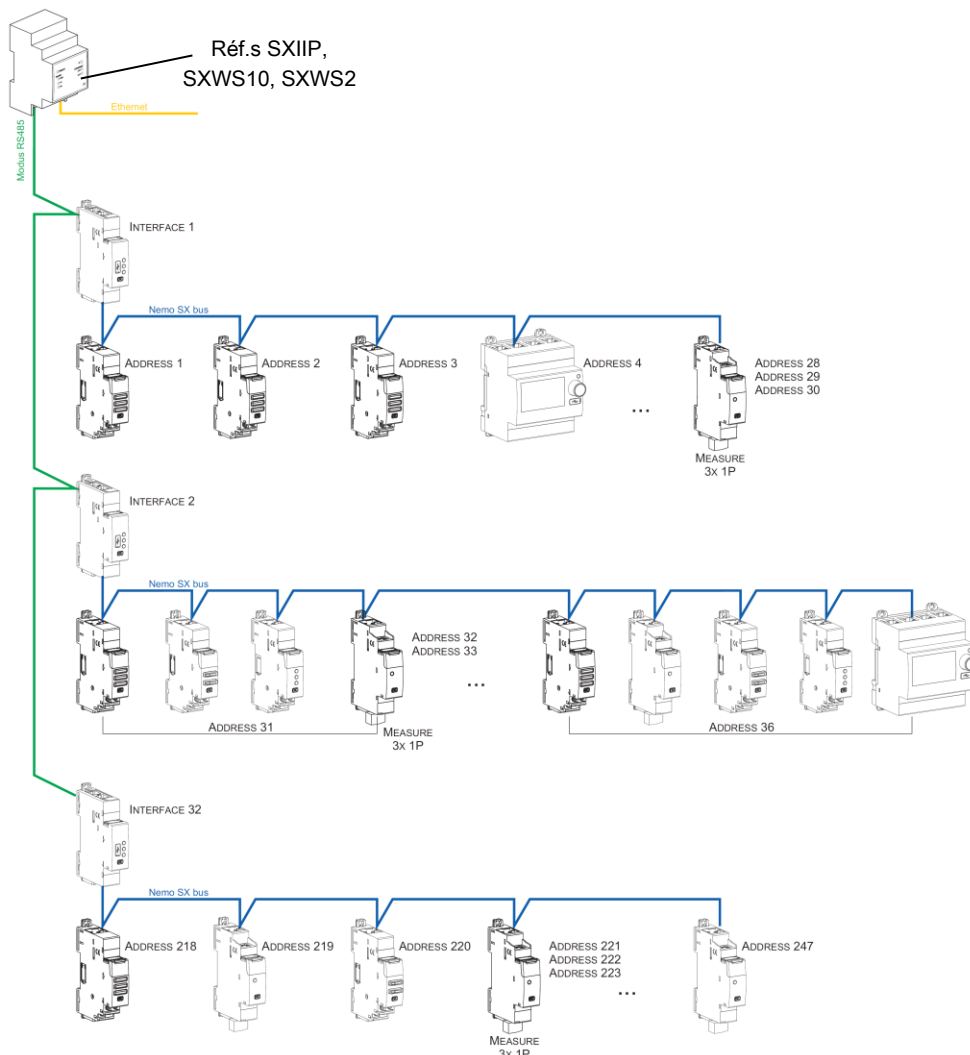 Réf.s SXIIP,
SXWS10, SXWS2
Ethernet
Modus RS485
INTERFACE 1
Nemo SX bus
ADDRESS 1
ADDRESS 2
ADDRESS 3
ADDRESS 4
...
ADDRESS 28
ADDRESS 29
ADDRESS 30
MEASURE
3X 1P
INTERFACE 2
Nemo SX bus
ADDRESS 32
ADDRESS 33
...
ADDRESS 31
MEASURE
3X 1P
ADDRESS 36
INTERFACE 32
Nemo SX bus
ADDRESS 218
ADDRESS 219
ADDRESS 220
ADDRESS 221
ADDRESS 222
ADDRESS 223
...
ADDRESS 247
MEASURE
3X 1P